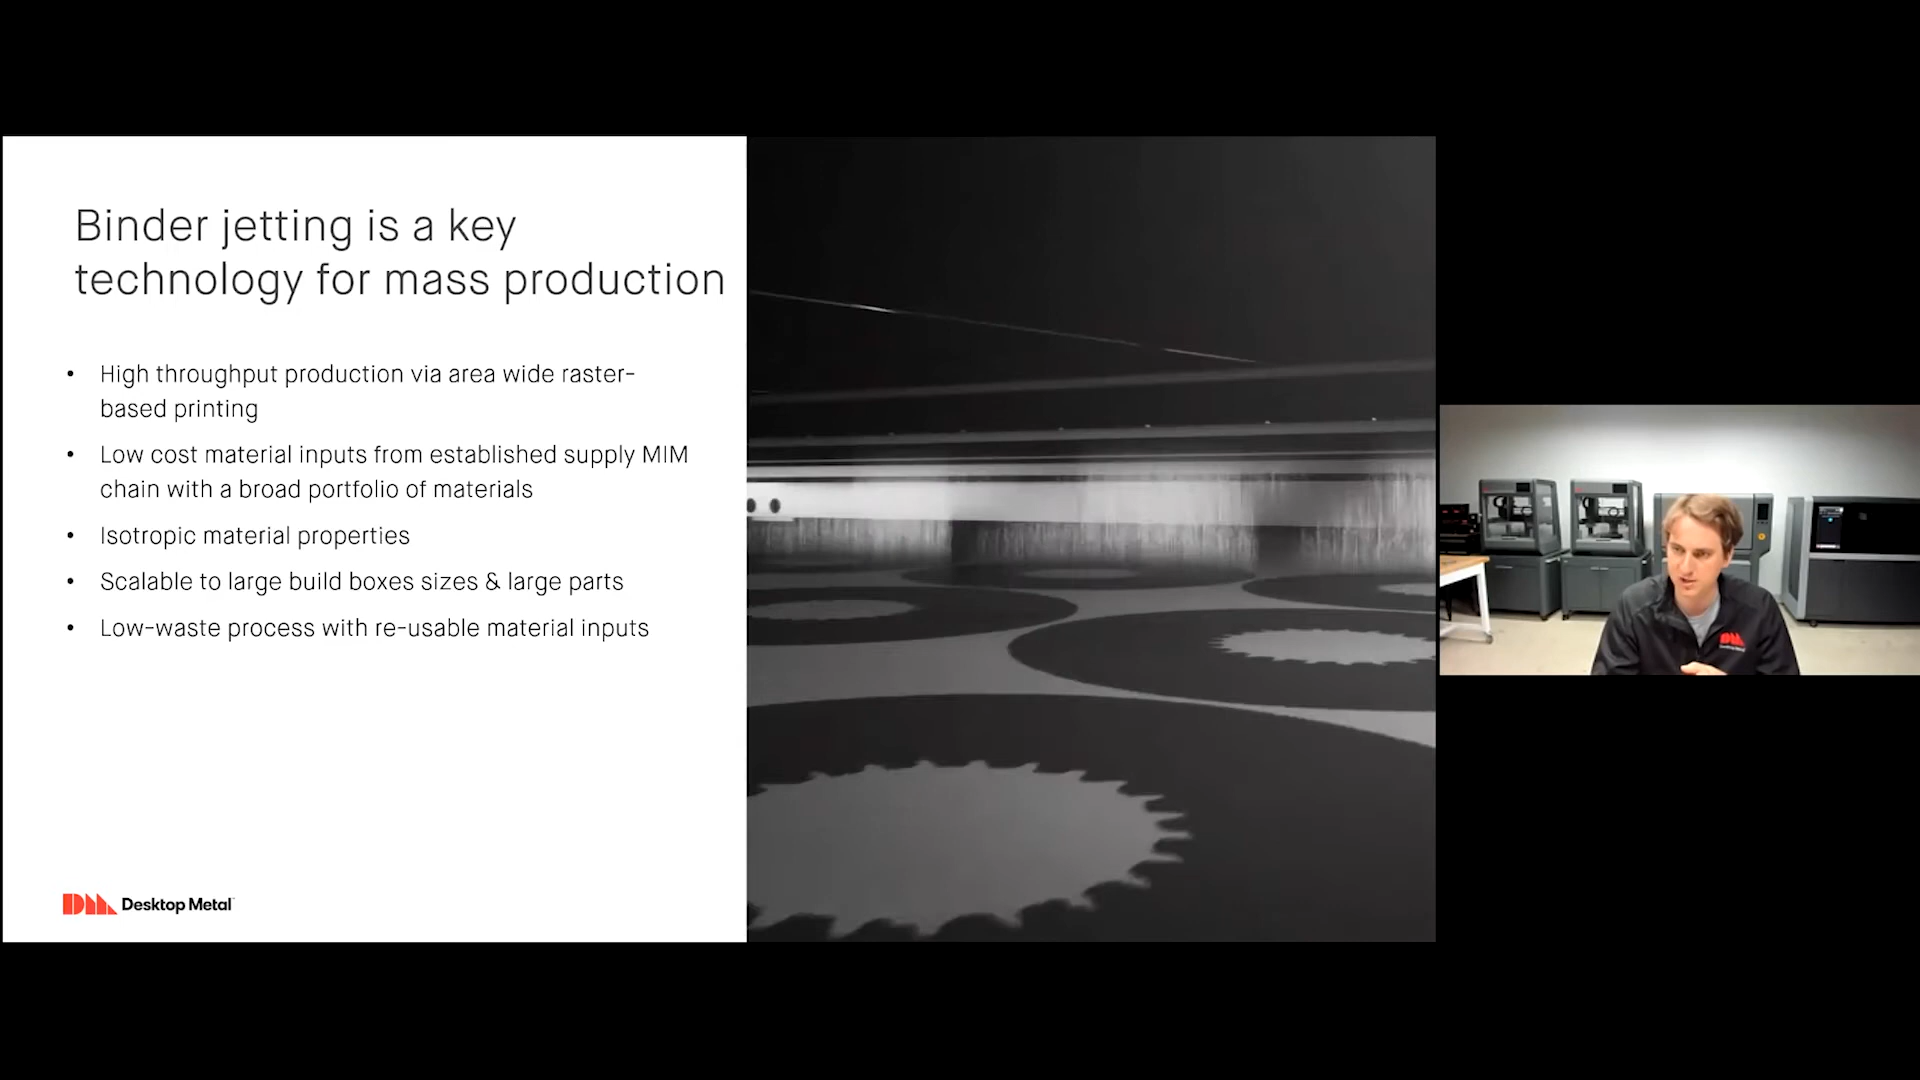 Binder jetting is a key
technology for mass production
• High throughput production via area wide raster-
based printing
• Low cost material inputs from established supply MIM
chain with a broad portfolio of materials
• Isotropic material properties
• Scalable to large build boxes sizes & large parts
• Low-waste process with re-usable material inputs
DM Desktop Metal
DM